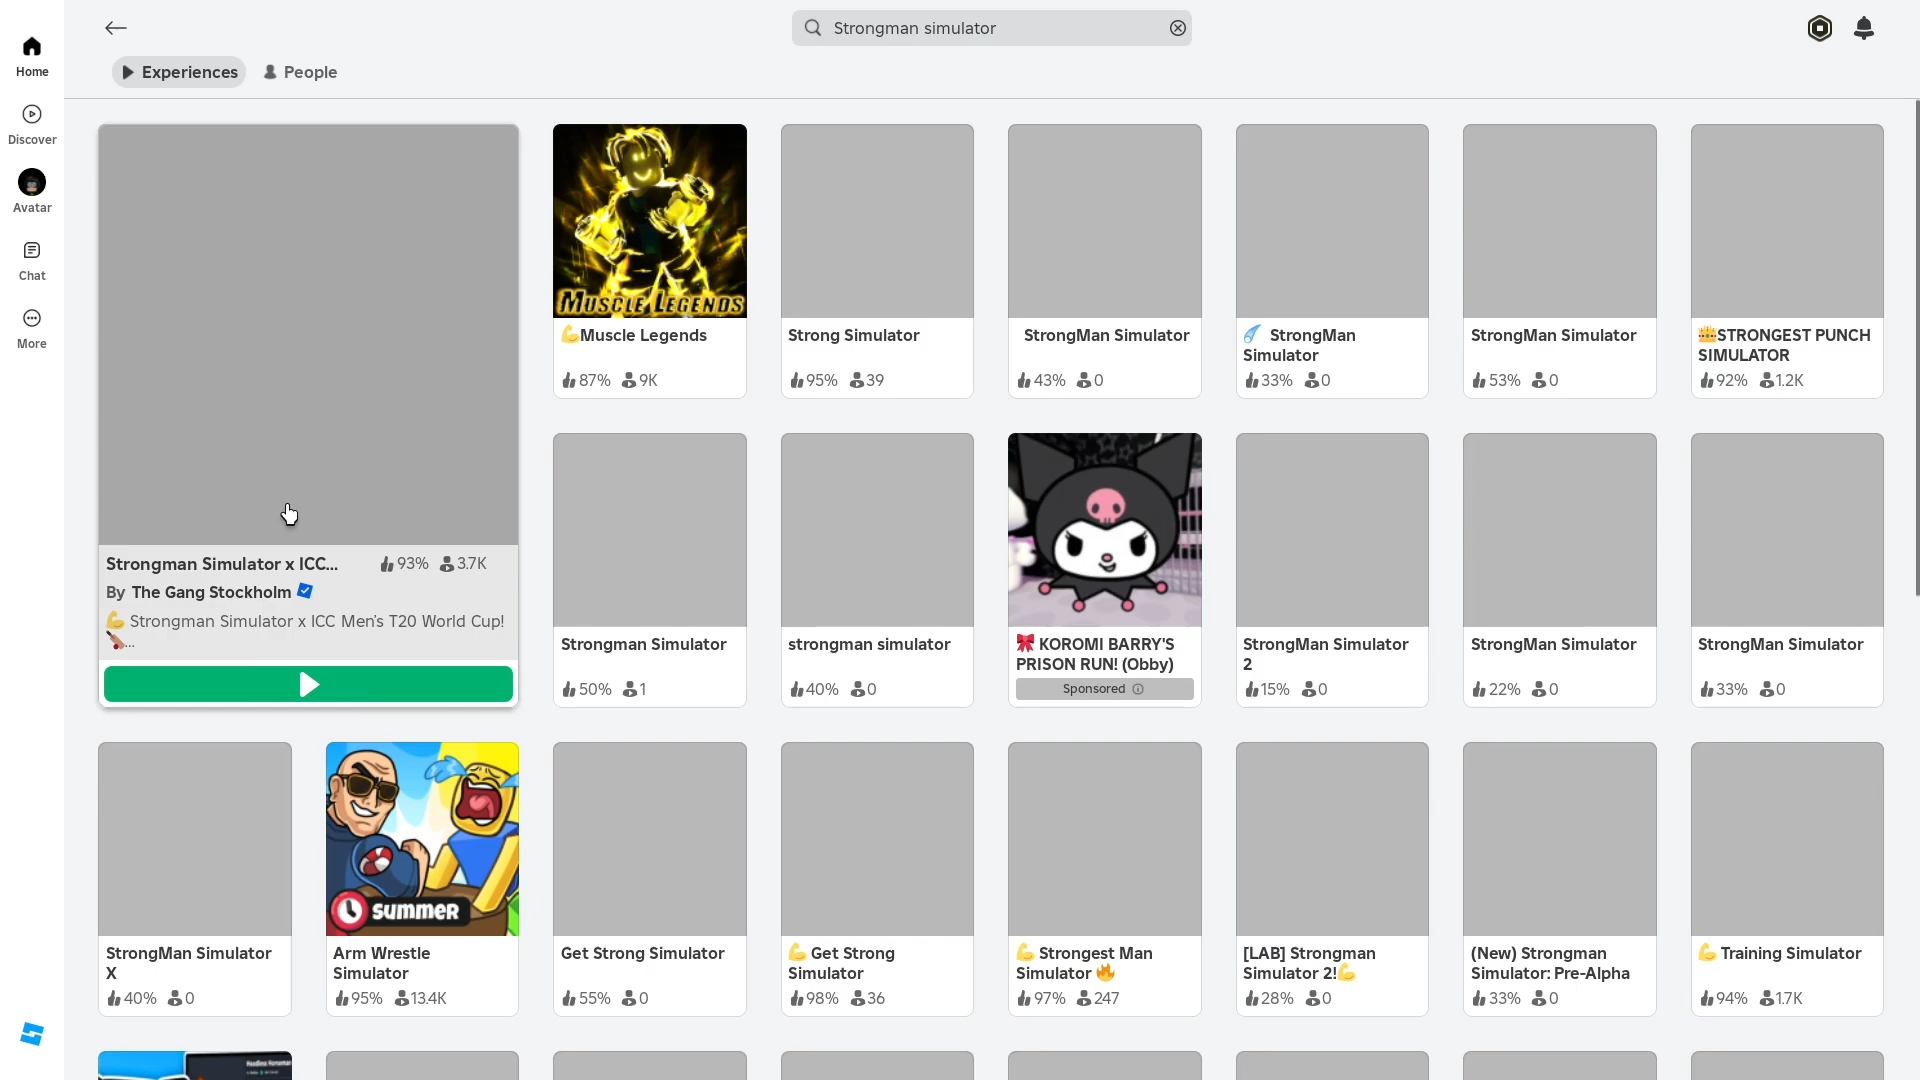 Strongman simulator
Home
Discover
Avatar
Chat
More
Experiences
People
Strongman Simulator x ICC...
93%
3.7K
By The Gang Stockholm
💪 Strongman Simulator x ICC Men's T20 World Cup!
🏏...
MUSCLE LEGENDS
💪Muscle Legends
87%
9K
Strong Simulator
95%
39
StrongMan Simulator
43%
0
☄️ StrongMan
Simulator
33%
0
StrongMan Simulator
53%
0
👑STRONGEST PUNCH
SIMULATOR
92%
1.2K
Strongman Simulator
50%
1
strongman simulator
40%
0
🎀 KOROMI BARRY'S
PRISON RUN! (Obby)
Sponsored
StrongMan Simulator
2
15%
0
StrongMan Simulator
22%
0
StrongMan Simulator
33%
0
StrongMan Simulator
X
40%
0
SUMMER
Arm Wrestle
Simulator
95%
13.4K
Get Strong Simulator
55%
0
💪 Get Strong
Simulator
98%
36
💪 Strongest Man
Simulator 🔥
97%
247
[LAB] Strongman
Simulator 2!💪
28%
0
(New) Strongman
Simulator: Pre-Alpha
33%
0
💪 Training Simulator
94%
1.7K